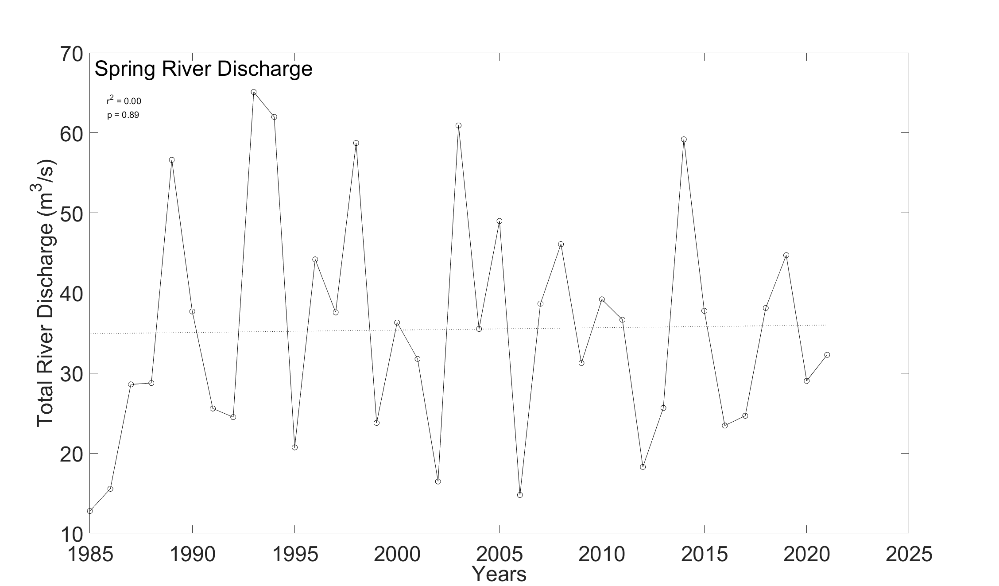 Spring River Discharge
r² = 0.00
p = 0.89
Total River Discharge (m³/s)
70
60
50
40
30
20
10
1985 1990 1995 2000 2005 2010 2015 2020 2025
Years